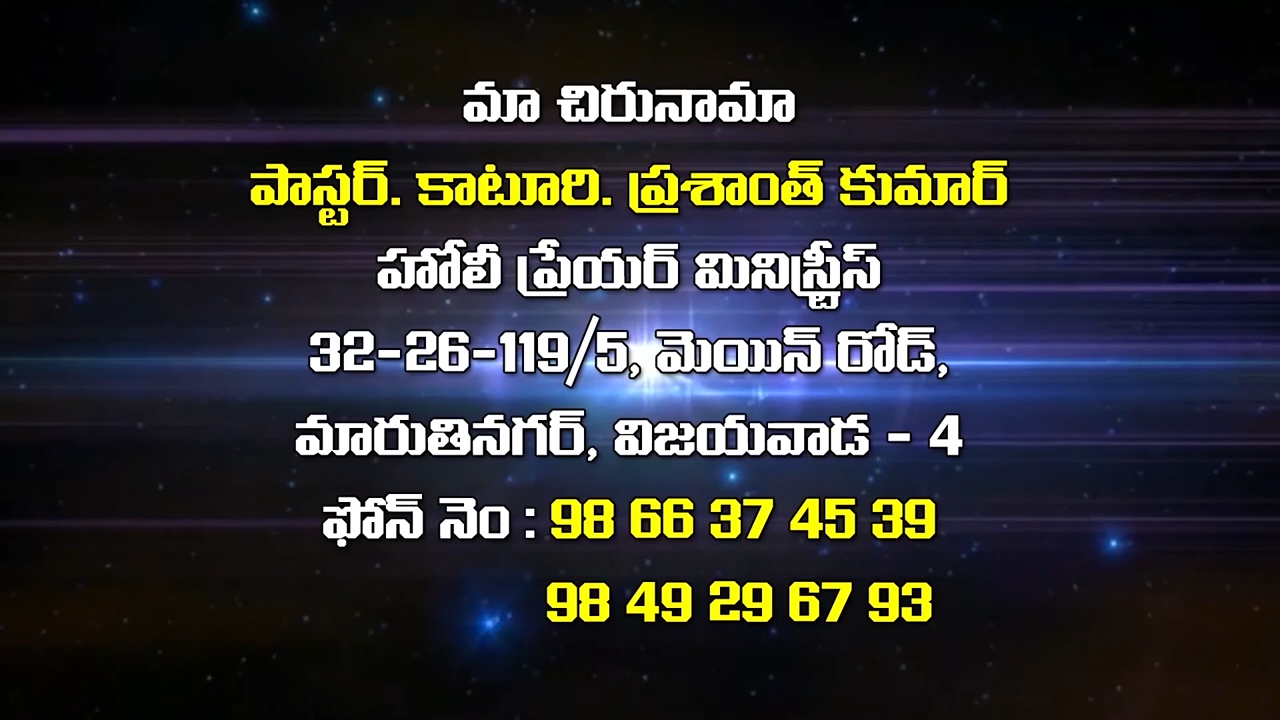 మా చిరునామా
పాస్టర్. కాటూరి. ప్రశాంత్ కుమార్
హోలీ ప్రేయర్ మినిస్ట్రీస్
32-26-119/5, మెయిన్ రోడ్,
మారుతినగర్, విజయవాడ - 4
ఫోన్ నెం : 98 66 37 45 39
98 49 29 67 93